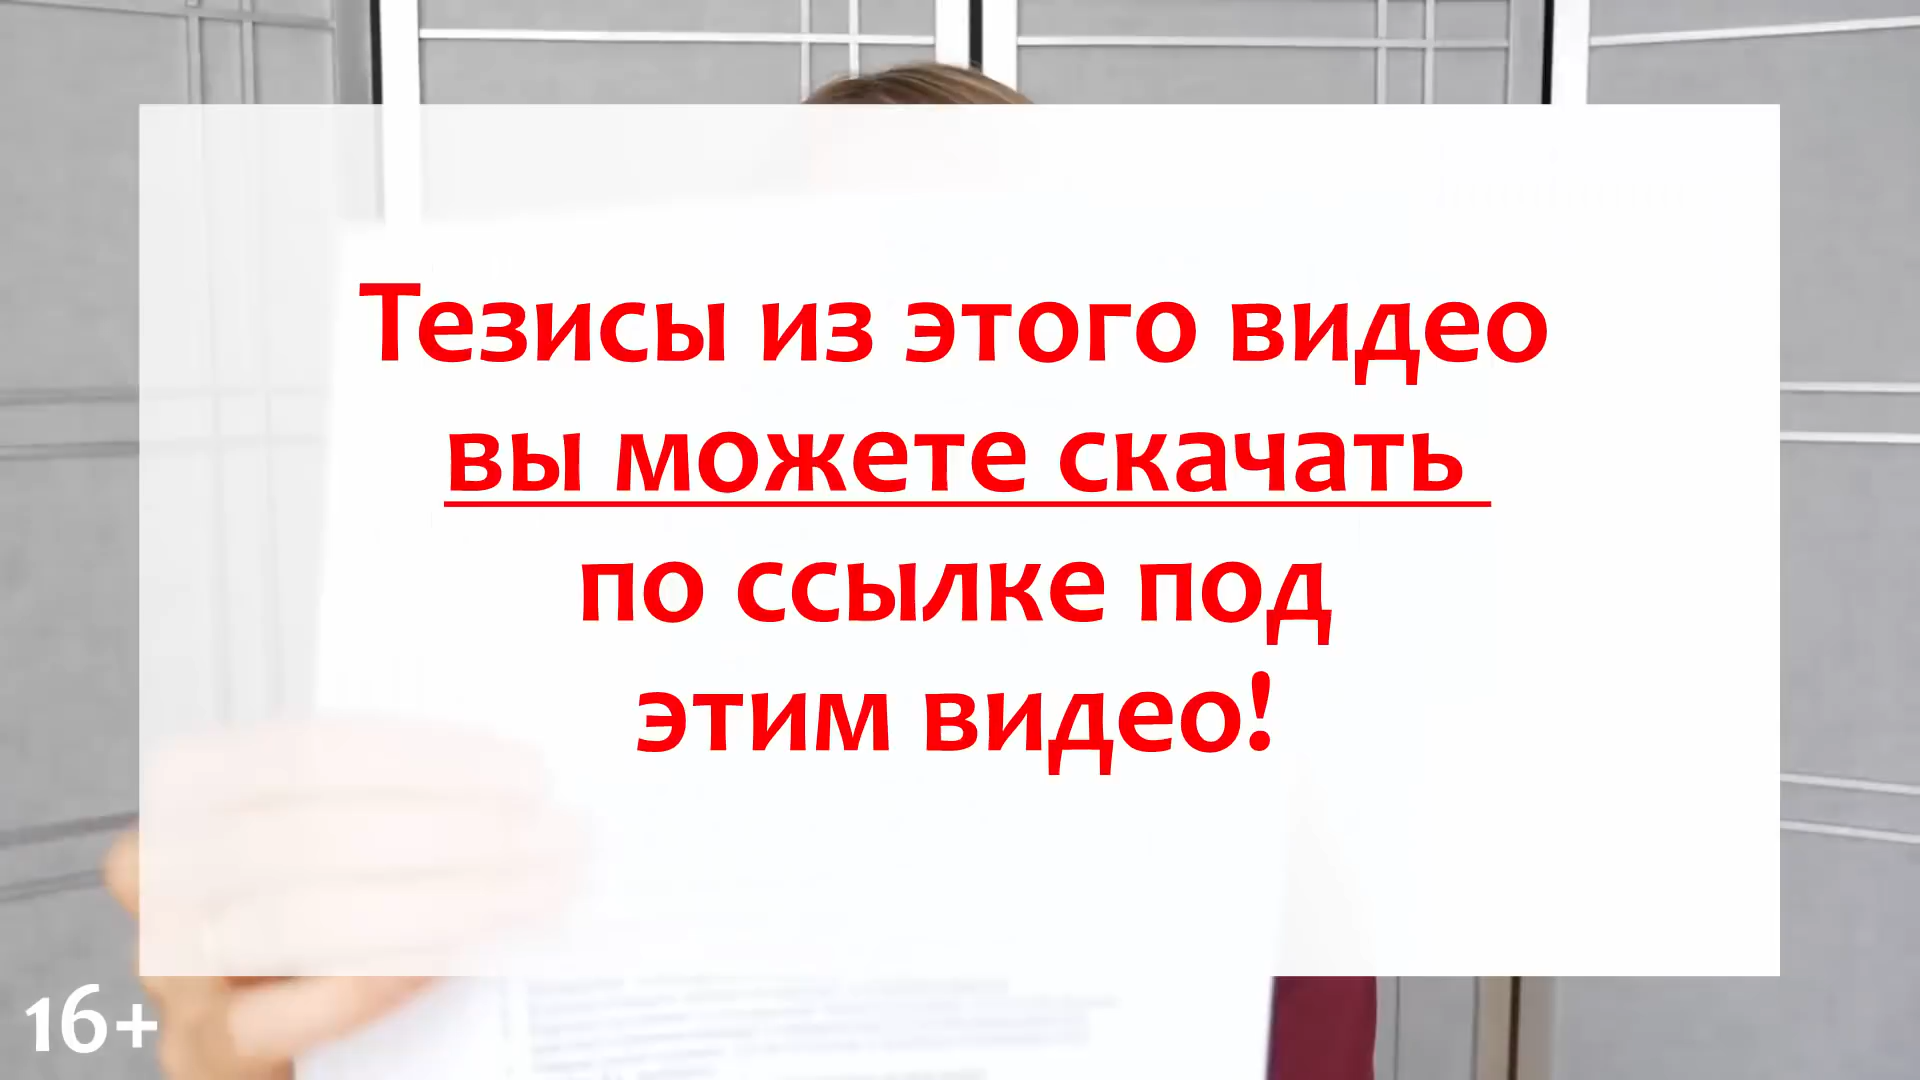 Тезисы из этого видео
вы можете скачать
по ссылке под
этим видео!
16+